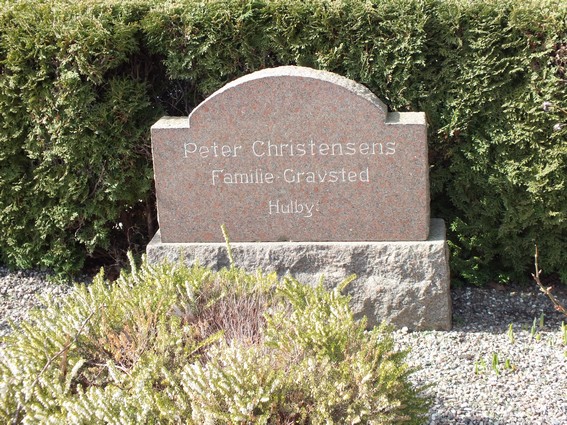 Peter Christensens
Familie-Gravsted
Hulby.